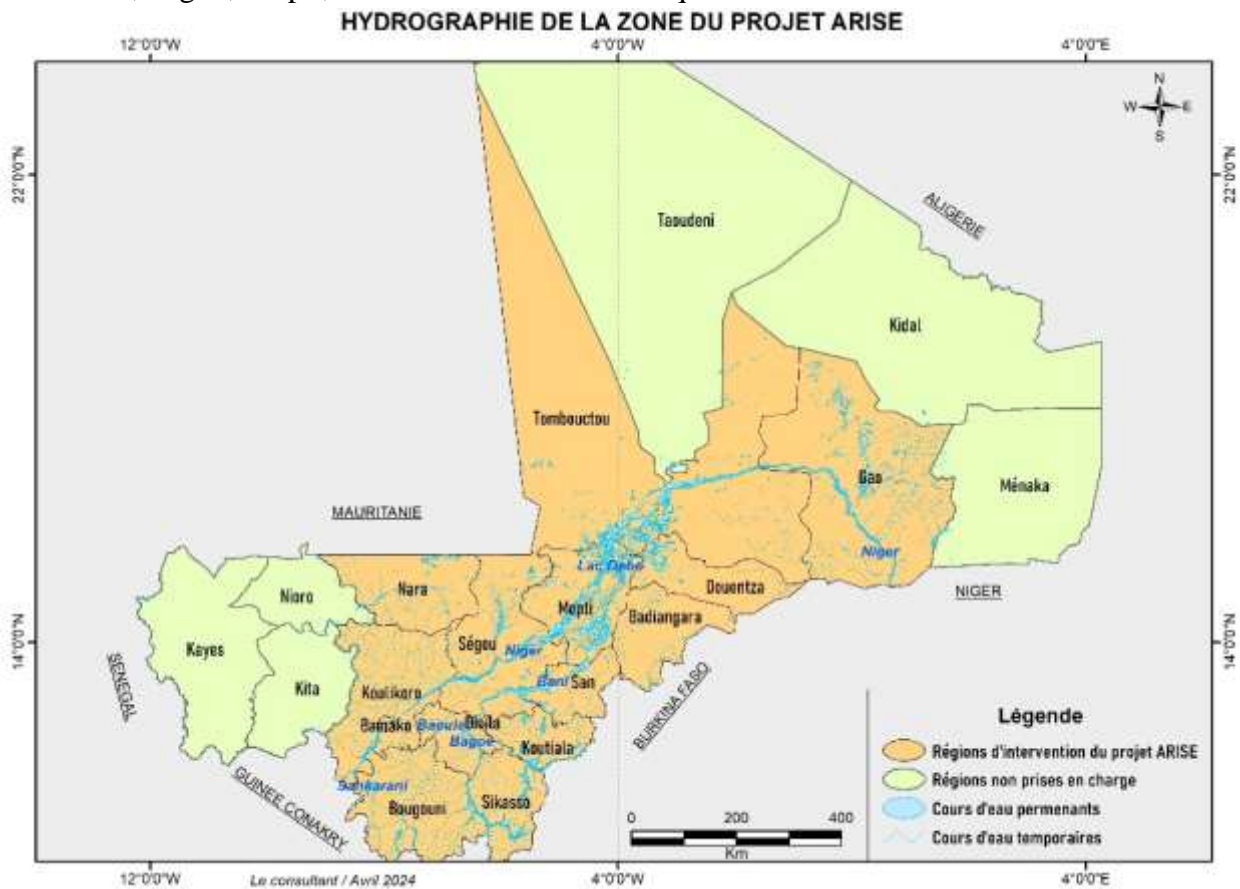 HYDROGRAPHIE DE LA ZONE DU PROJET ARISE
12°0'0"W 4°0'0"W 4°0'0"E
N
W E
S
22°0'0"N 22°0'0"N
ALIGERIE
Taoudeni
Kidal
Tombouctou
Gao
Ménaka
MAURITANIE
Niger
Lac Debo
NIGER
Douentza
Nara
Nioro
Mopti
Badiangara
14°0'0"N 14°0'0"N
Kayes
Ségou
Niger
SENEGAL
Kita
Koulikoro
Bani
San
BURKINA FASO
Bamako
Baoule
Dioila
Bagoe
Koutiala
GUINEE CONAKRY
Sankarani
Bougouni
Sikasso
Légende
Régions d'intervention du projet ARISE
Régions non prises en charge
Cours d'eau permenants
Cours d'eau temporaires
0 200 400
Km
12°0'0"W 4°0'0"W 4°0'0"E
Le consultant / Avril 2024